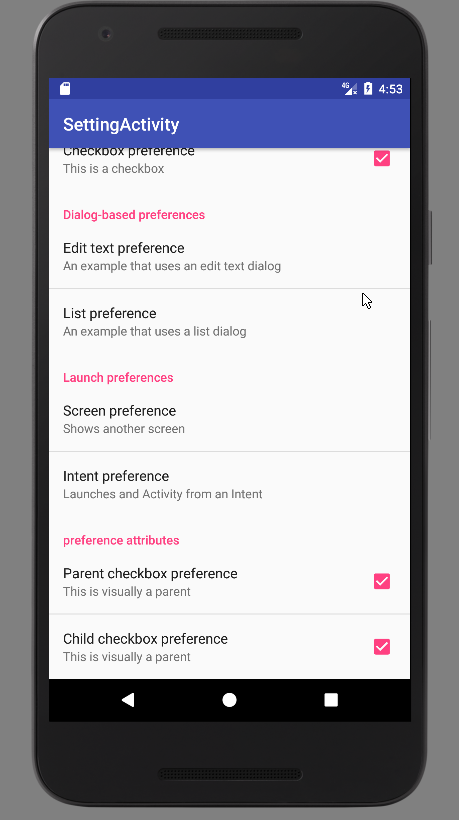 4G
4:53
SettingActivity
Checkbox preference
This is a checkbox
Dialog-based preferences
Edit text preference
An example that uses an edit text dialog
List preference
An example that uses a list dialog
Launch preferences
Screen preference
Shows another screen
Intent preference
Launches and Activity from an Intent
preference attributes
Parent checkbox preference
This is visually a parent
Child checkbox preference
This is visually a parent